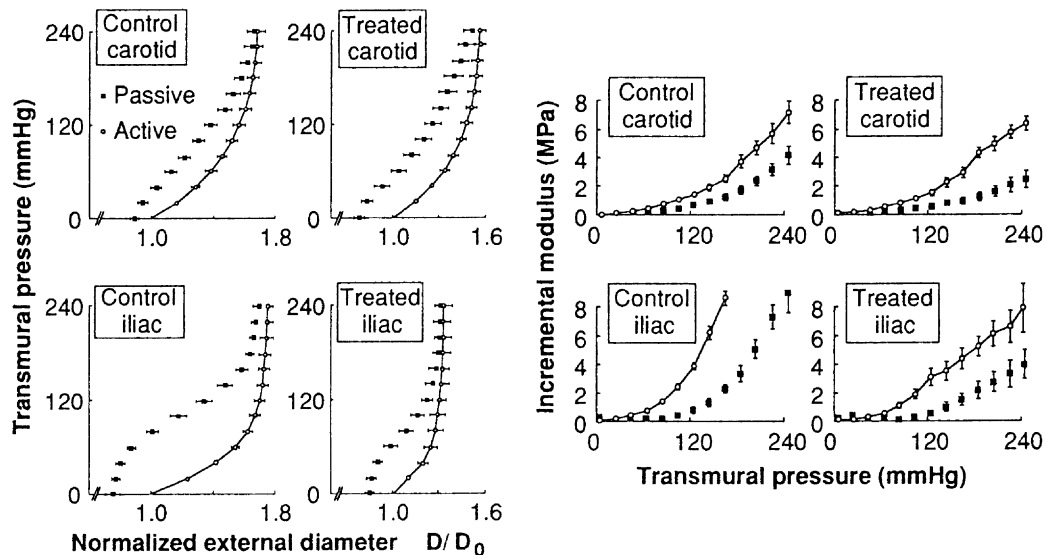 Transmural pressure (mmHg)
240
120
0
Control
carotid
Passive
Active
1.0
1.8
240
120
0
Treated
carotid
1.0
1.6
240
120
0
Control
iliac
1.0
1.8
240
120
0
Treated
iliac
1.0
1.6
Normalized external diameter D/D0
Incremental modulus (MPa)
8
6
4
2
0
Control
carotid
0
120
240
8
6
4
2
0
Treated
carotid
0
120
240
8
6
4
2
0
Control
iliac
0
120
240
8
6
4
2
0
Treated
iliac
0
120
240
Transmural pressure (mmHg)